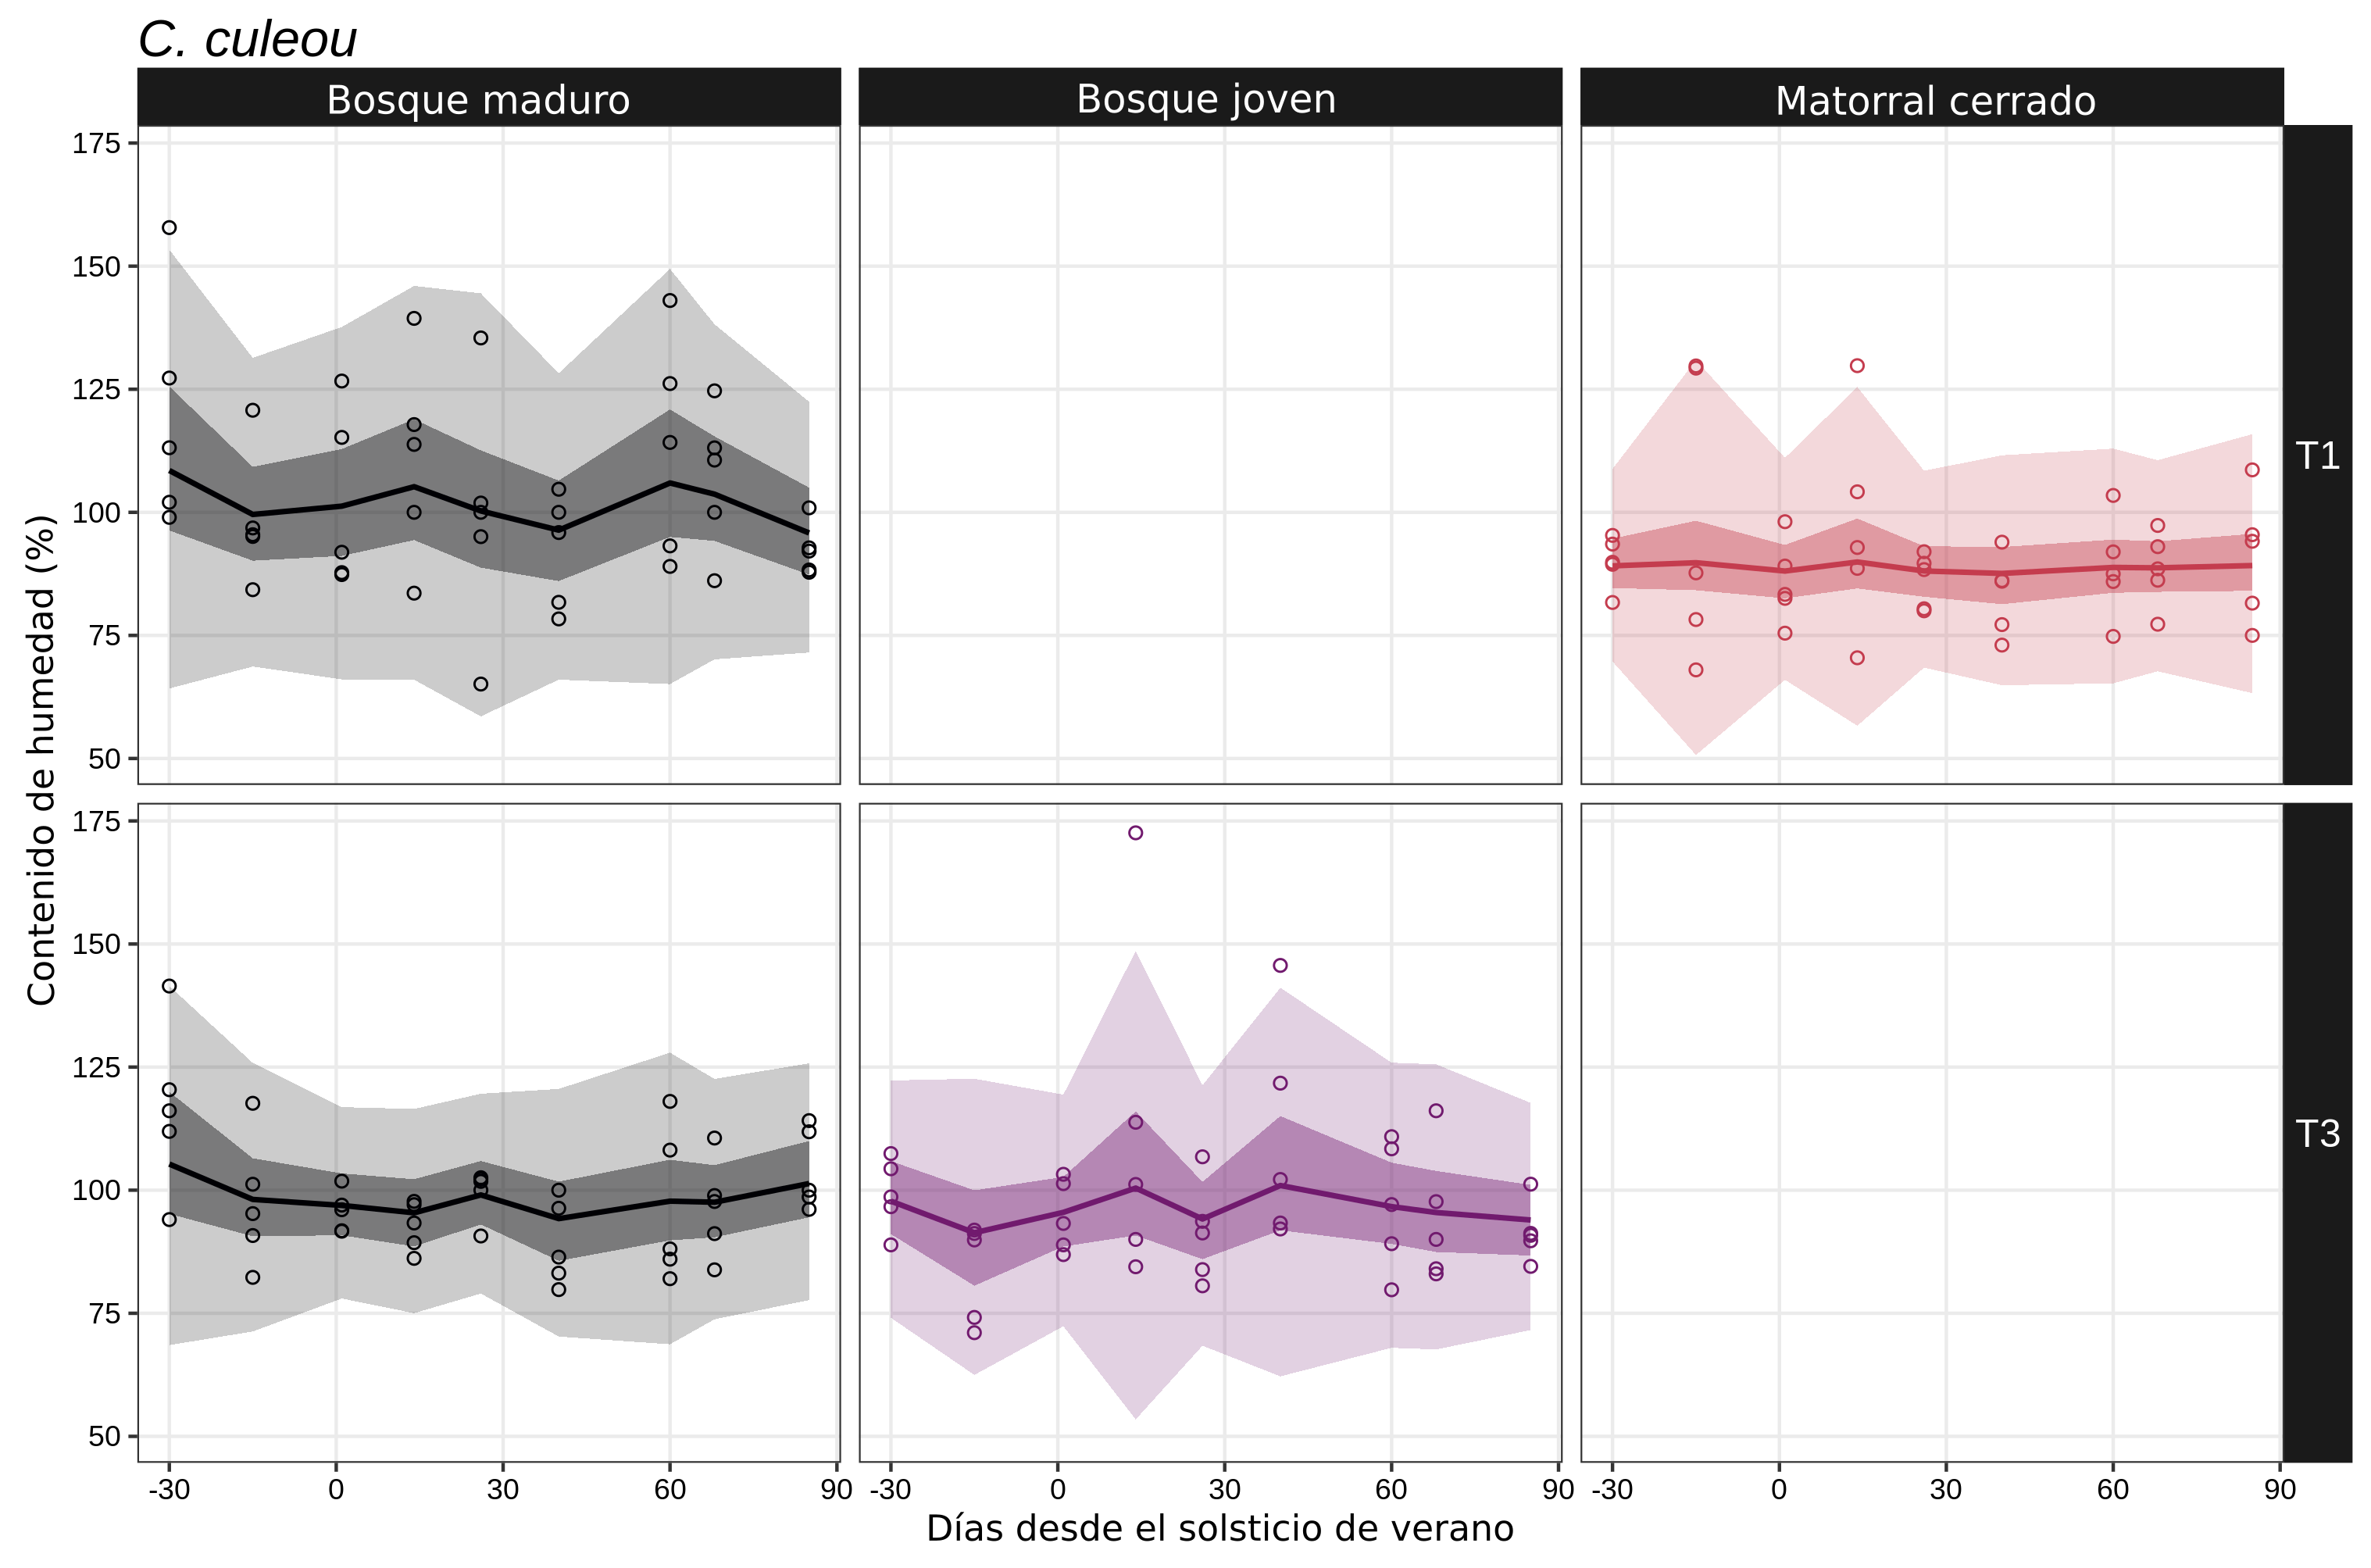 C. culeou
Bosque maduro
Bosque joven
Matorral cerrado
175
150
125
100
75
50
T1
175
150
125
100
75
50
T3
Contenido de humedad (%)
-30 0 30 60 90
-30 0 30 60 90
-30 0 30 60 90
Días desde el solsticio de verano